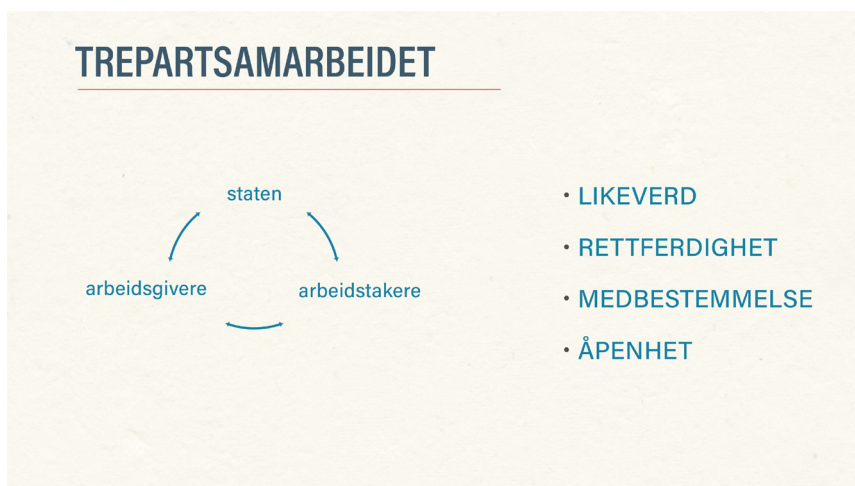 TREPARTSAMARBEIDET
staten
arbeidsgivere
arbeidstakere
• LIKEVERD
• RETTFERDIGHET
• MEDBESTEMMELSE
• ÅPENHET